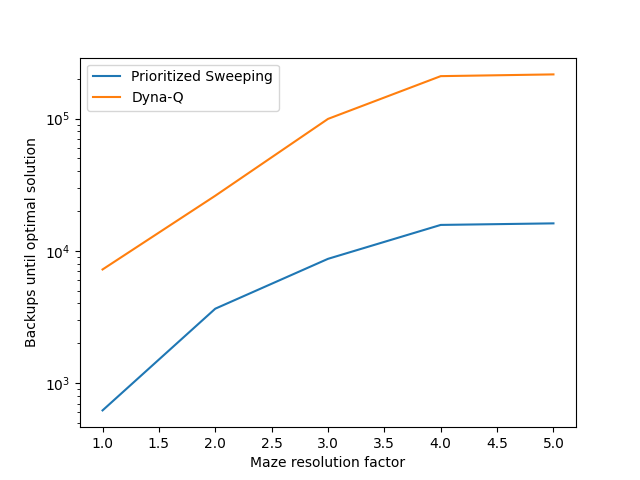 Prioritized Sweeping
Dyna-Q
Backups until optimal solution
10^5
10^4
10^3
1.0 1.5 2.0 2.5 3.0 3.5 4.0 4.5 5.0
Maze resolution factor